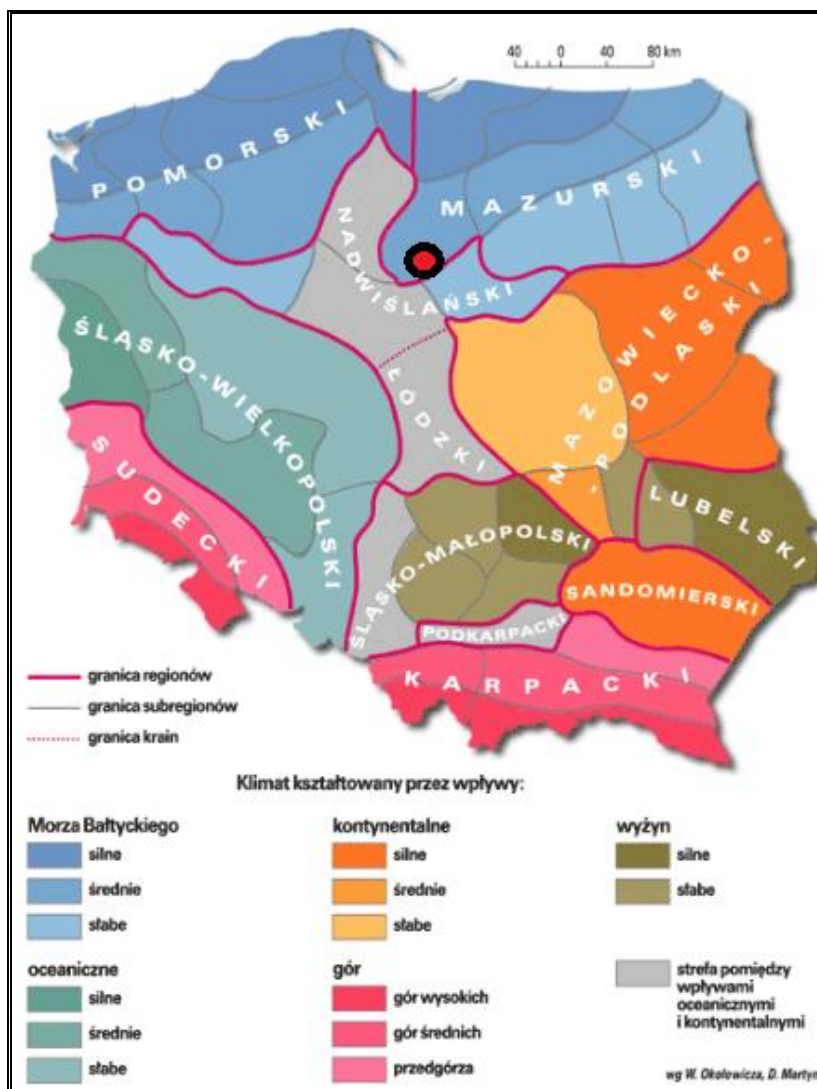 40 0 40 80 km
POMORSKI
MAZURSKI
NADWIŚLAŃSKI
MAZOWIECKO-
-PODLASKI
ŚLĄSKO-WIELKOPOLSKI
ŁÓDZKI
SUDECKI
LUBELSKI
ŚLĄSKO-MAŁOPOLSKI
SANDOMIERSKI
PODKARPACKI
KARPACKI
granica regionów
granica subregionów
granica krain
Klimat kształtowany przez wpływy:
Morza Bałtyckiego
silne
średnie
słabe
oceaniczne
silne
średnie
słabe
kontynentalne
silne
średnie
słabe
gór
gór wysokich
gór średnich
przedgórza
wyżyn
silne
słabe
strefa pomiędzy
wpływami
oceanicznymi
i kontynentalnymi
wg W. Okołowicza, D. Martyn